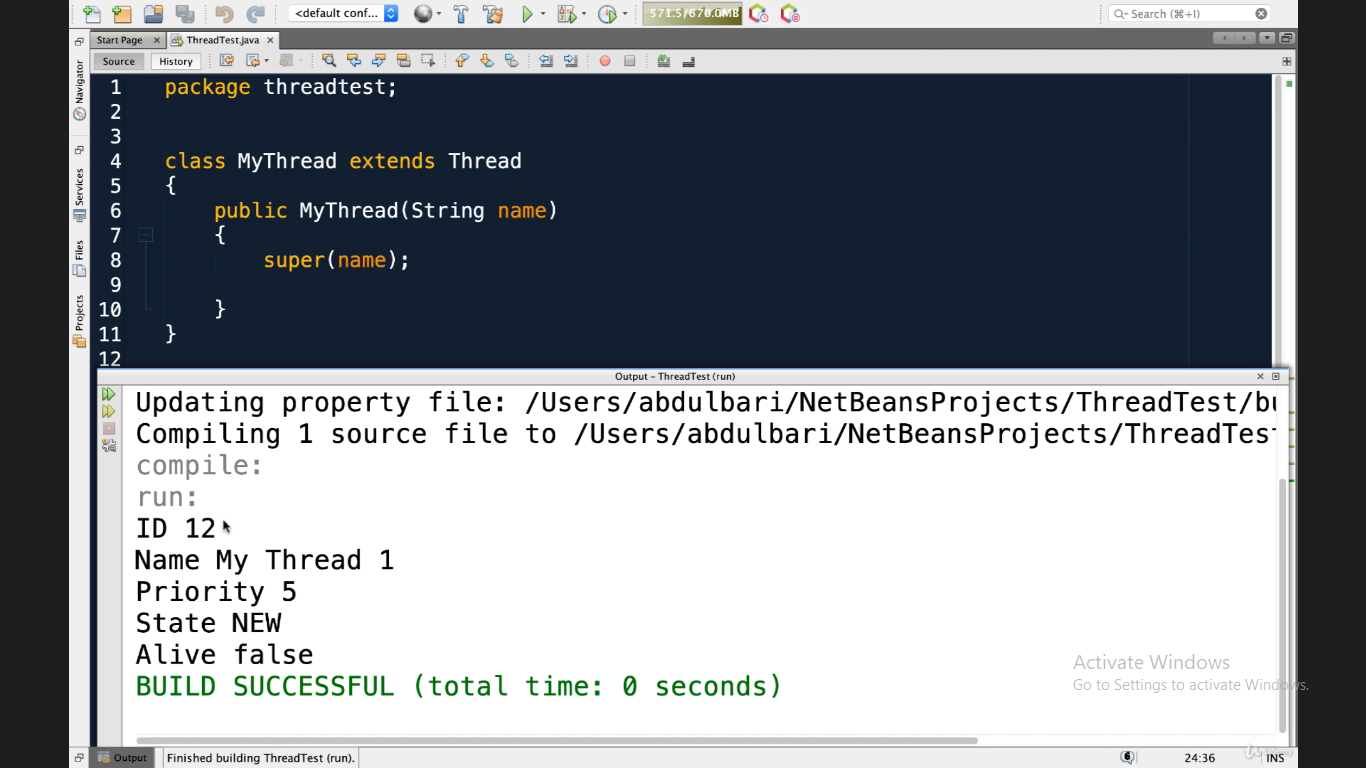 <default conf...
571.5/670.0MB
Search (⌘+I)
Start Page
ThreadTest.java
Source
History
Navigator
Services
Files
Projects
1 package threadtest;
2
3
4 class MyThread extends Thread
5 {
6 public MyThread(String name)
7 {
8 super(name);
9
10 }
11 }
12
Output – ThreadTest (run)
Updating property file: /Users/abdulbari/NetBeansProjects/ThreadTest/bu
Compiling 1 source file to /Users/abdulbari/NetBeansProjects/ThreadTest
compile:
run:
ID 12
Name My Thread 1
Priority 5
State NEW
Alive false
BUILD SUCCESSFUL (total time: 0 seconds)
Activate Windows
Go to Settings to activate Windows.
Output
Finished building ThreadTest (run).
24:36
INS